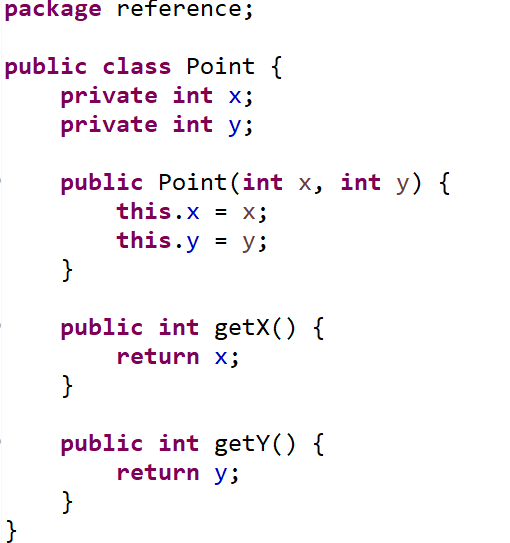 package reference;
public class Point {
    private int x;
    private int y;
    public Point(int x, int y) {
        this.x = x;
        this.y = y;
    }
    public int getX() {
        return x;
    }
    public int getY() {
        return y;
    }
}